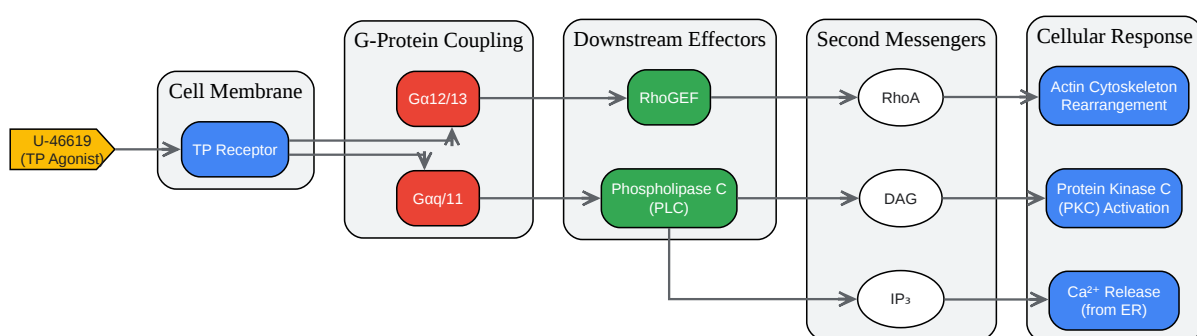 G-Protein Coupling
Downstream Effectors
Second Messengers
Cellular Response
Cell Membrane
Gα12/13
RhoGEF
RhoA
Actin Cytoskeleton
Rearrangement
U-46619
(TP Agonist)
TP Receptor
Gαq/11
Phospholipase C
(PLC)
DAG
Protein Kinase C
(PKC) Activation
IP₃
Ca²⁺ Release
(from ER)